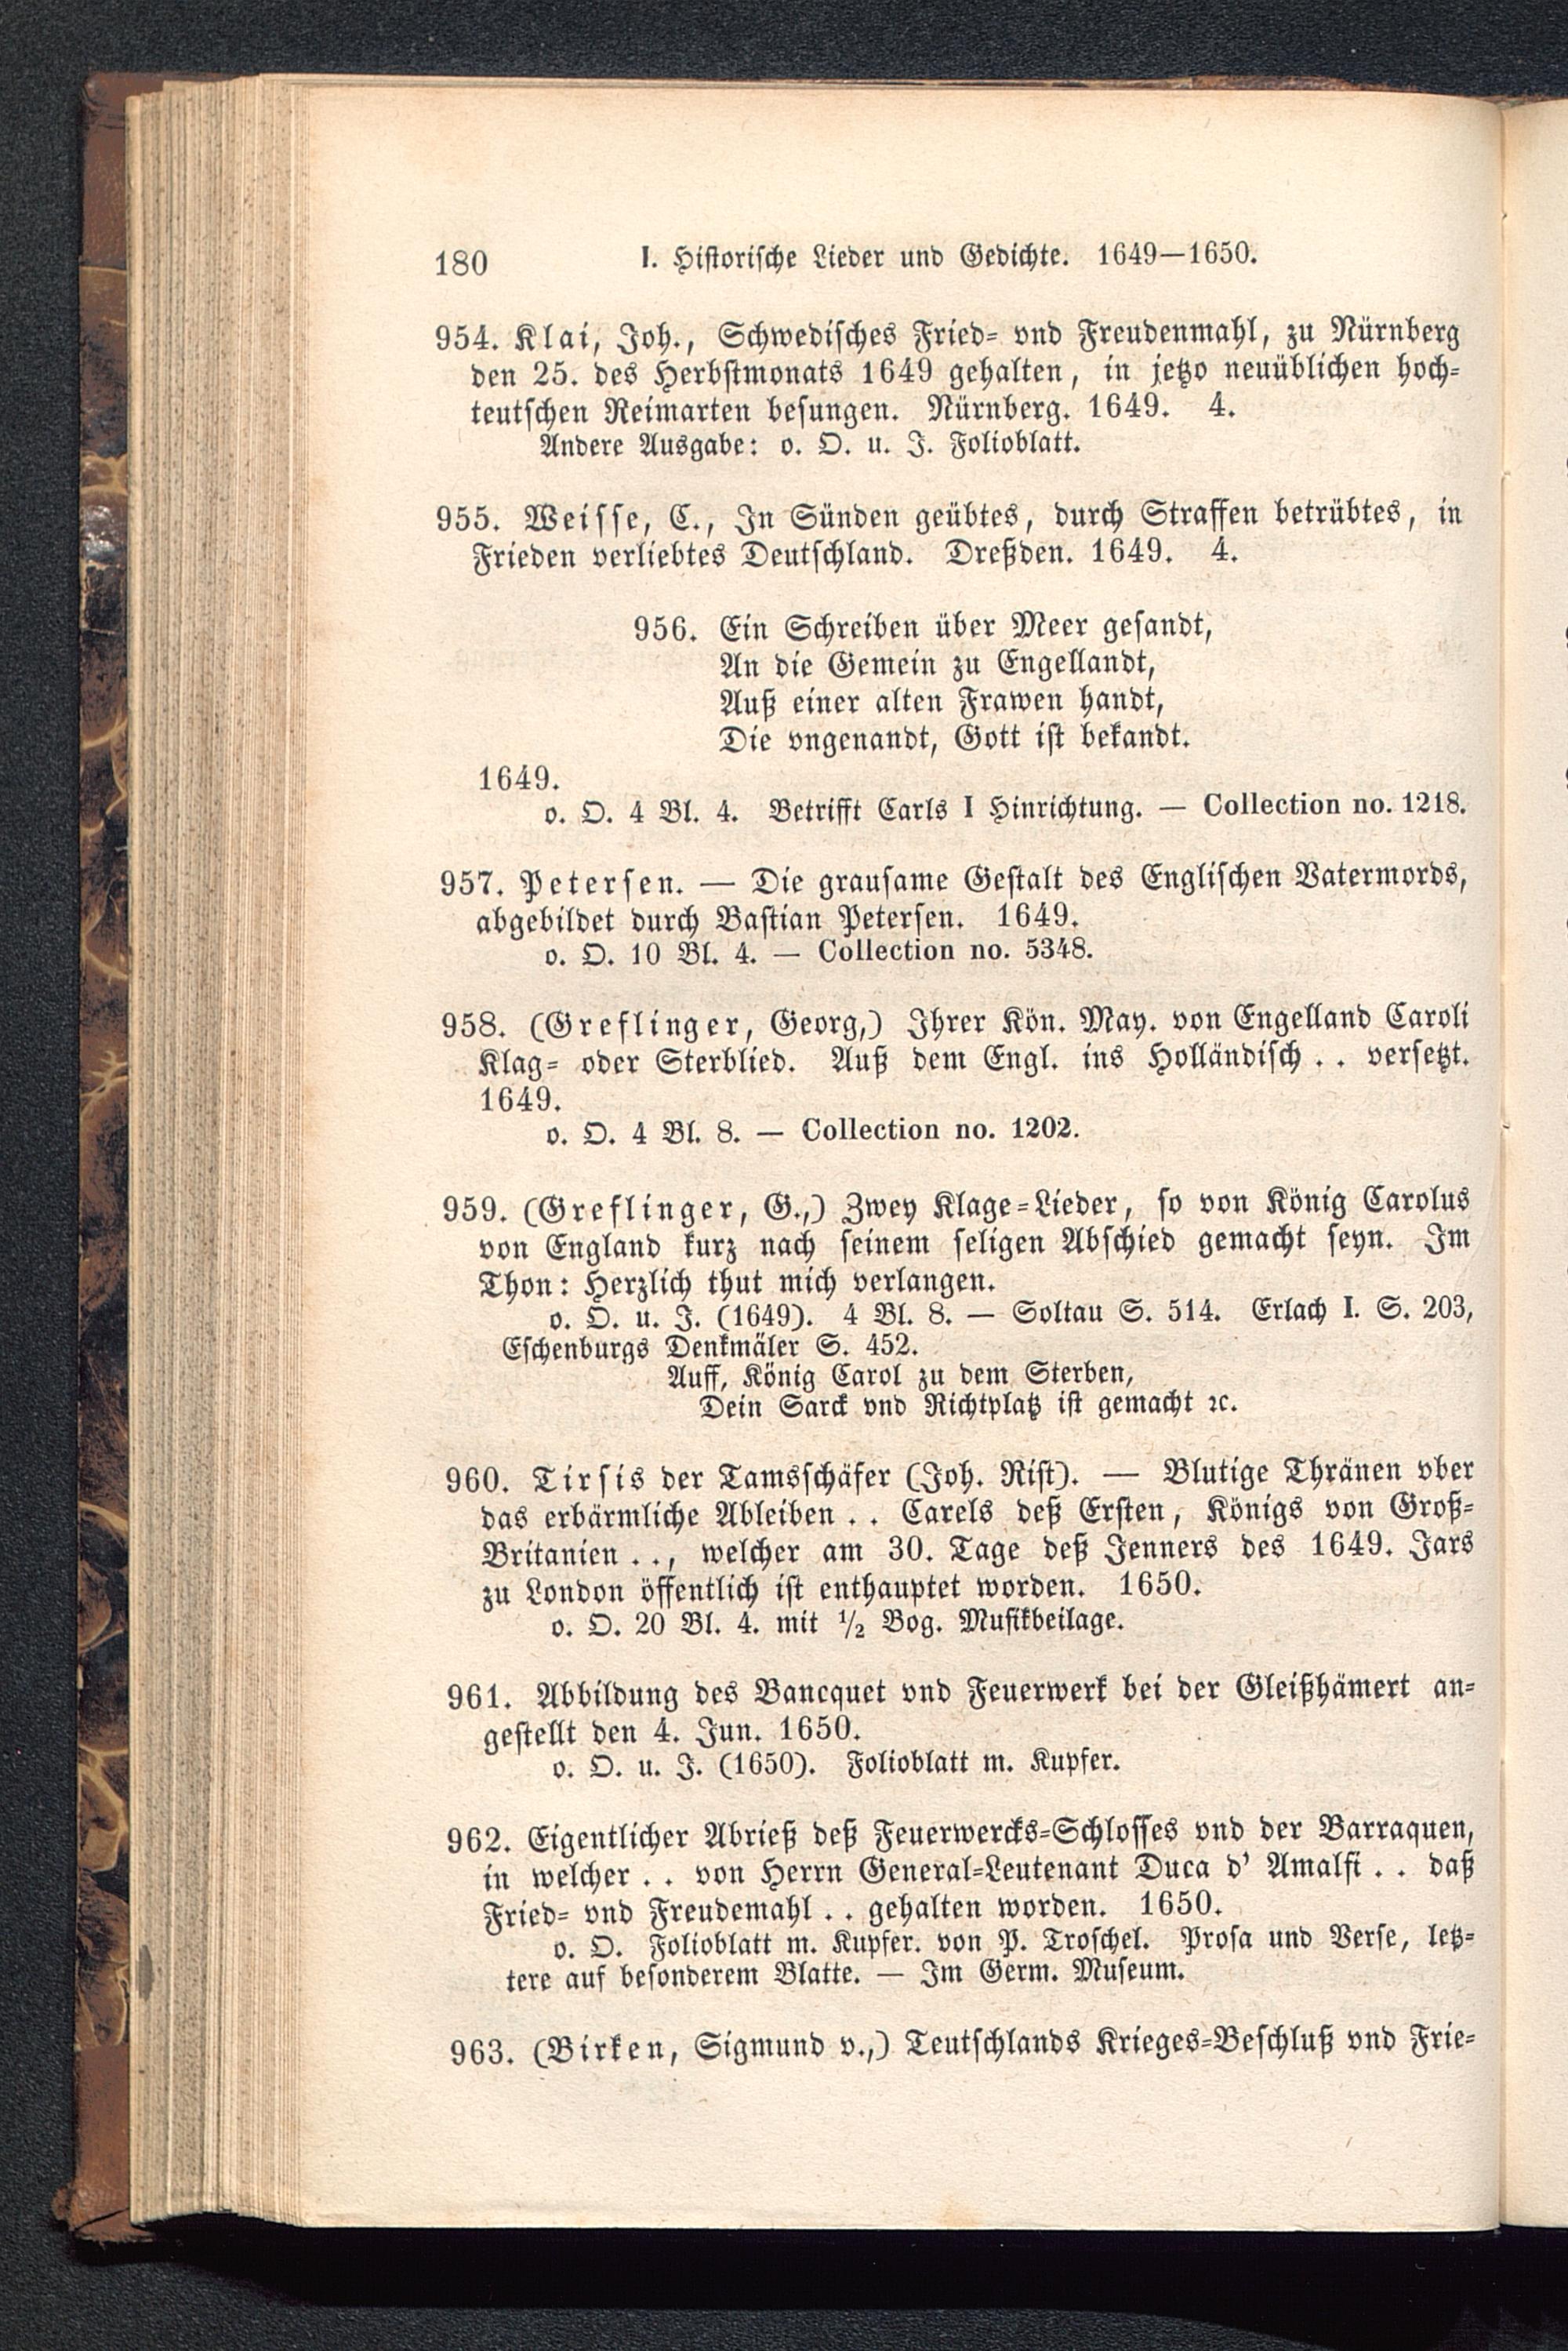 180 I. Historische Lieder und Gedichte. 1649—1650.
954. Klai, Joh., Schwedisches Fried- vnd Freudenmahl, zu Nürnberg
den 25. des Herbstmonats 1649 gehalten, in jetzo neuüblichen hoch-
teutschen Reimarten besungen. Nürnberg. 1649. 4.
Andere Ausgabe: o. O. u. J. Folioblatt.
955. Weisse, C., In Sünden geübtes, durch Straffen betrübtes, in
Frieden verliebtes Deutschland. Dreßden. 1649. 4.
956. Ein Schreiben über Meer gesandt,
An die Gemein zu Engellandt,
Auß einer alten Frawen handt,
Die vngenandt, Gott ist bekandt.
1649.
o. O. 4 Bl. 4. Betrifft Carls I Hinrichtung. — Collection no. 1218.
957. Petersen. — Die grausame Gestalt des Englischen Vatermords,
abgebildet durch Bastian Petersen. 1649.
o. O. 10 Bl. 4. — Collection no. 5348.
958. (Greflinger, Georg,) Ihrer Kön. May. von Engelland Caroli
Klag- oder Sterblied. Auß dem Engl. ins Holländisch . . versetzt.
1649.
o. O. 4 Bl. 8. — Collection no. 1202.
959. (Greflinger, G.,) Zwey Klage-Lieder, so von König Carolus
von England kurz nach seinem seligen Abschied gemacht seyn. Im
Thon: Herzlich thut mich verlangen.
o. O. u. J. (1649). 4 Bl. 8. — Soltau S. 514. Erlach I. S. 203,
Eschenburgs Denkmäler S. 452.
Auff, König Carol zu dem Sterben,
Dein Sarck vnd Richtplatz ist gemacht ꝛc.
960. Tirsis der Tamsschäfer (Joh. Rist). — Blutige Thränen vber
das erbärmliche Ableiben . . Carels deß Ersten, Königs von Groß-
Britanien . ., welcher am 30. Tage deß Jenners des 1649. Jars
zu London öffentlich ist enthauptet worden. 1650.
o. O. 20 Bl. 4. mit ½ Bog. Musikbeilage.
961. Abbildung des Bancquet vnd Feuerwerk bei der Gleißhämert an-
gestellt den 4. Jun. 1650.
o. O. u. J. (1650). Folioblatt m. Kupfer.
962. Eigentlicher Abrieß deß Feuerwercks-Schlosses vnd der Barraquen,
in welcher . . von Herrn General-Leutenant Duca d' Amalfi . . daß
Fried- vnd Freudemahl . . gehalten worden. 1650.
o. O. Folioblatt m. Kupfer. von P. Troschel. Prosa und Verse, letz-
tere auf besonderem Blatte. — Im Germ. Museum.
963. (Birken, Sigmund v.,) Teutschlands Krieges-Beschluß vnd Frie-